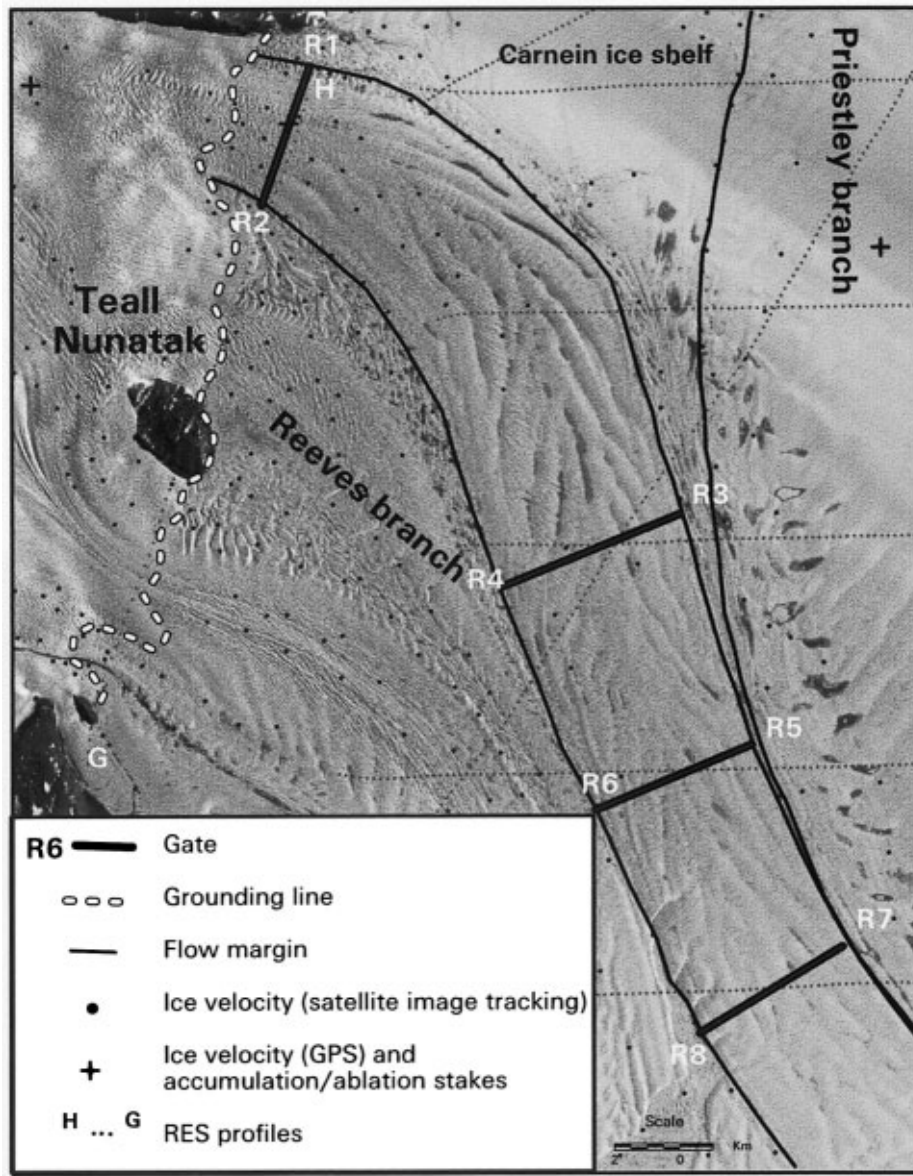 R1
H
Carnein ice shelf
Priestley branch
R2
Teall
Nunatak
Reeves branch
R3
R4
R5
R6
G
R7
R8
R6 Gate
Grounding line
Flow margin
Ice velocity (satellite image tracking)
Ice velocity (GPS) and
accumulation/ablation stakes
H ... G RES profiles
Scale
2 0 Km